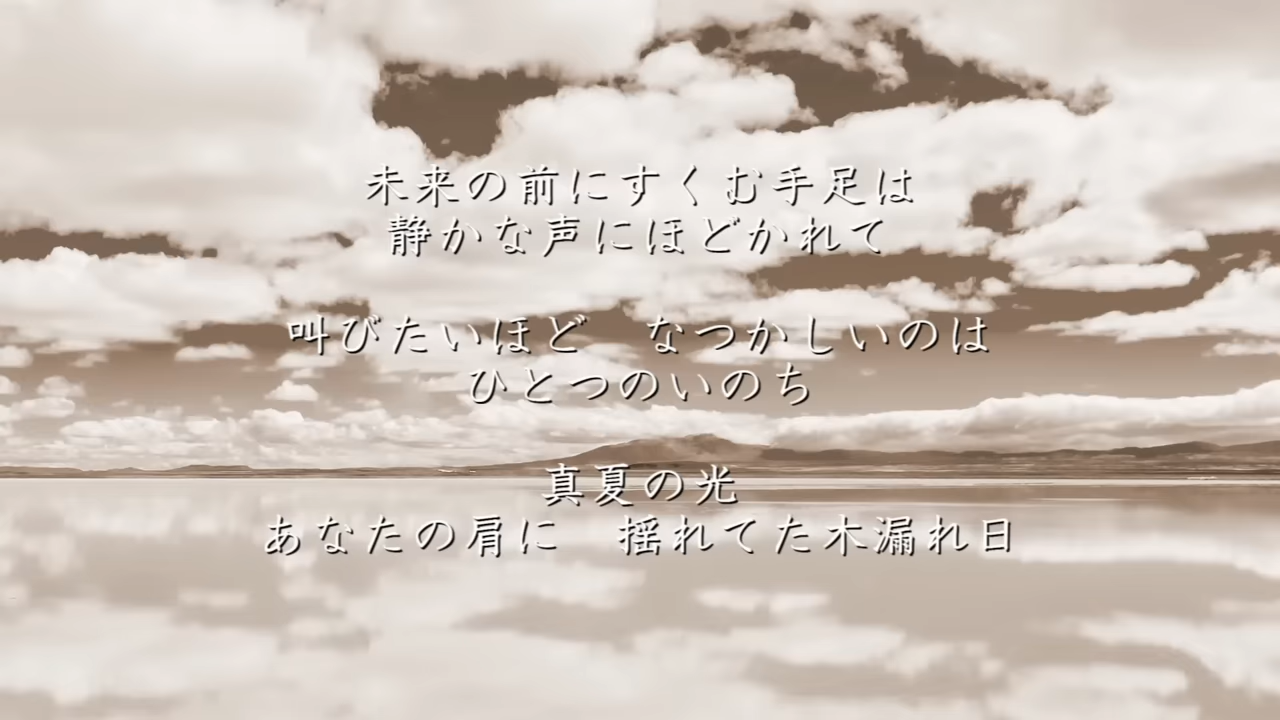 未来の前にすくむ手足は
静かな声にほどかれて
叫びたいほど　なつかしいのは
ひとつのいのち
真夏の光
あなたの肩に　揺れてた木漏れ日